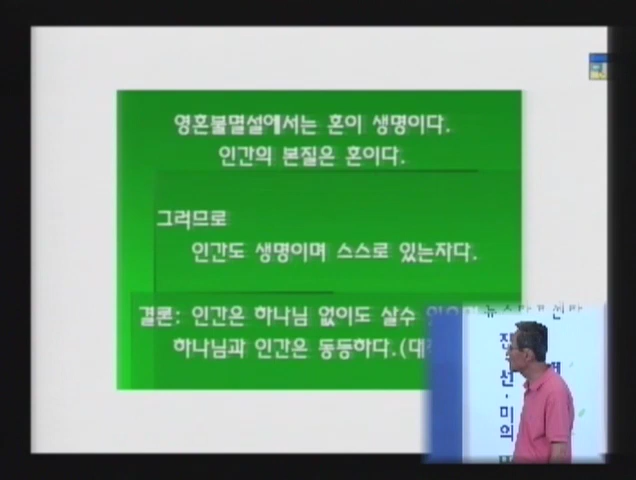 영혼불멸설에서는 혼이 생명이다.
인간의 본질은 혼이다.
그러므로
인간도 생명이며 스스로 있는자다.
결론: 인간은 하나님 없이도 살수
하나님과 인간은 동등하다.(대
선·미의